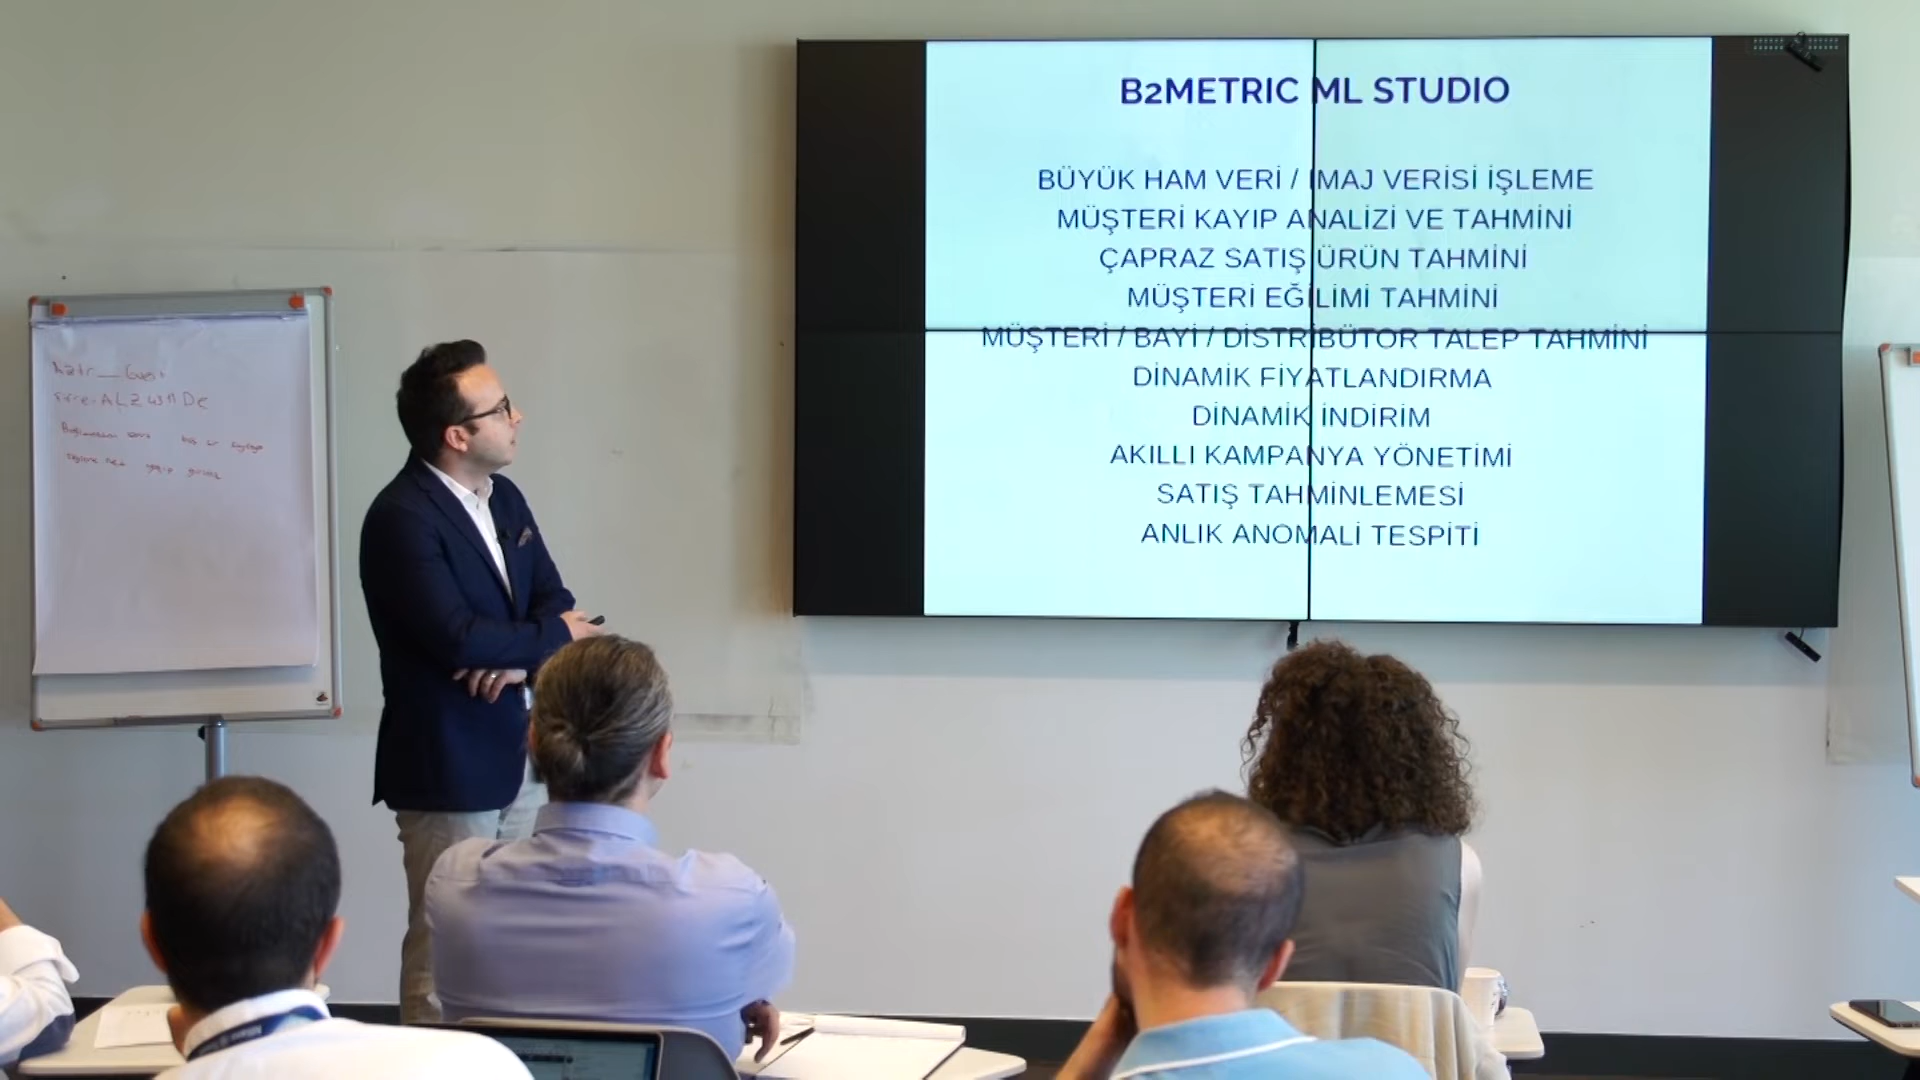 B2METRIC ML STUDIO
BÜYÜK HAM VERİ / İMAJ VERİSİ İŞLEME
MÜŞTERİ KAYIP ANALİZİ VE TAHMİNİ
ÇAPRAZ SATIŞ ÜRÜN TAHMİNİ
MÜŞTERİ EĞİLİMİ TAHMİNİ
MÜŞTERİ / BAYİ / DİSTRİBÜTOR TALEP TAHMİNİ
DİNAMİK FİYATLANDIRMA
DİNAMİK İNDİRİM
AKILLI KAMPANYA YÖNETİMİ
SATIŞ TAHMİNLEMESİ
ANLIK ANOMALİ TESPİTİ